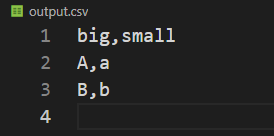 output.csv
1 big,small
2 A,a
3 B,b
4